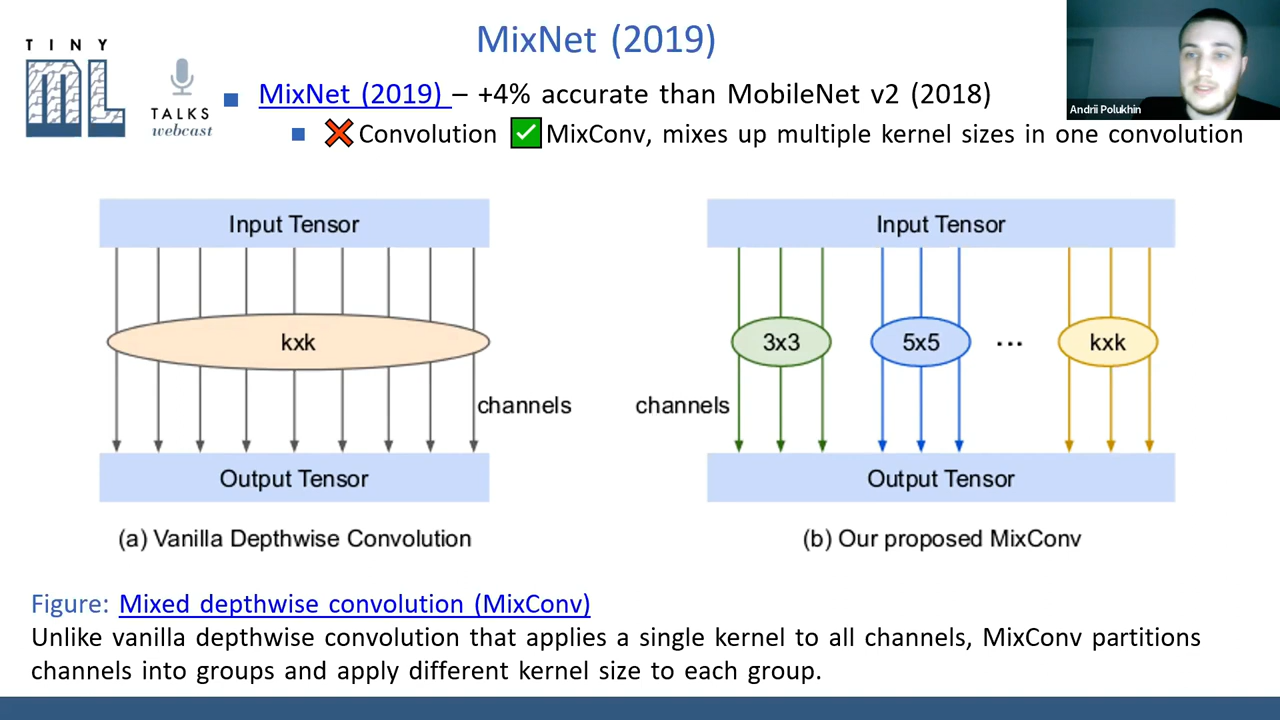 TINY
ML
TALKS
webcast
MixNet (2019)
Andrii Polukhin
MixNet (2019) – +4% accurate than MobileNet v2 (2018)
Convolution MixConv, mixes up multiple kernel sizes in one convolution
Input Tensor
kxk
channels
Output Tensor
(a) Vanilla Depthwise Convolution
Input Tensor
3x3 5x5 ... kxk
channels
Output Tensor
(b) Our proposed MixConv
Figure: Mixed depthwise convolution (MixConv)
Unlike vanilla depthwise convolution that applies a single kernel to all channels, MixConv partitions
channels into groups and apply different kernel size to each group.